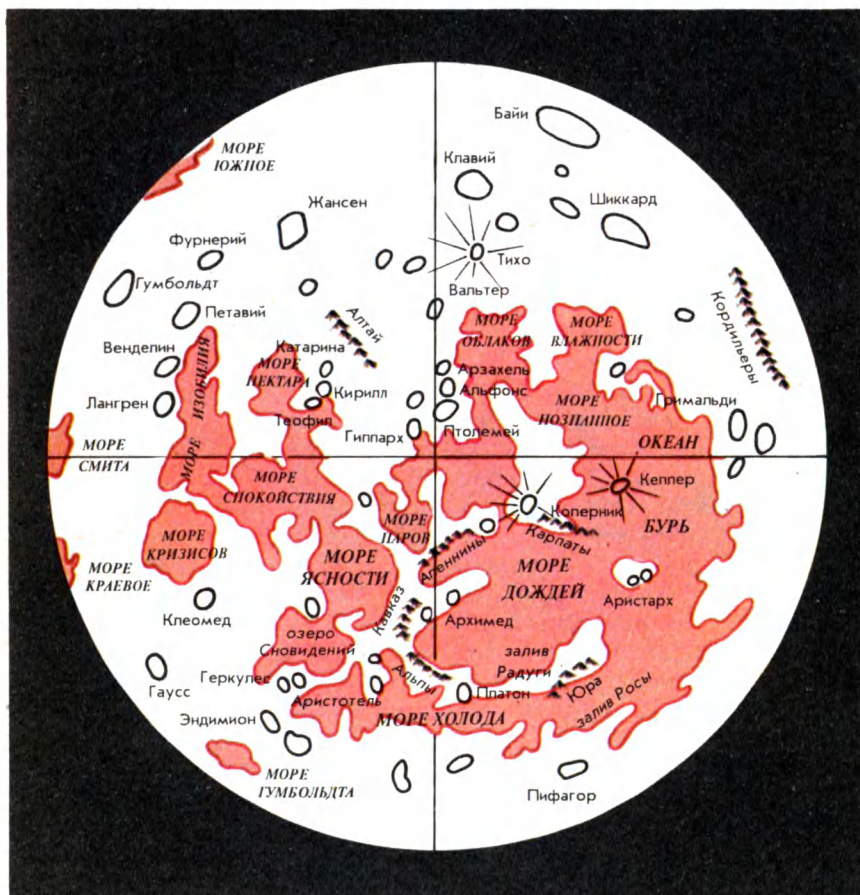 Байи
МОРЕ
ЮЖНОЕ
Клавий
Жансен
Шиккард
Фурнерий
Тихо
Гумбольдт
Вальтер
Петавий
Алтай
Кордильеры
МОРЕ
ОБЛАКОВ
МОРЕ
ВЛАЖНОСТИ
Венделин
Катарина
МОРЕ
НЕКТАРА
Арзахель
Кирилл
Альфонс
Лангрен
Теофил
МОРЕ
ПОЗНАННОЕ
Гримальди
МОРЕ ИЗОБИЛИЯ
Гиппарх
Птолемей
ОКЕАН
БУРЬ
МОРЕ
СМИТА
МОРЕ
СПОКОЙСТВИЯ
Кеплер
Коперник
МОРЕ
КРИЗИСОВ
МОРЕ
ПАРОВ
Карпаты
Апеннины
МОРЕ
ЯСНОСТИ
МОРЕ
ДОЖДЕЙ
МОРЕ
КРАЕВОЕ
Аристарх
Клеомед
Кавказ
Архимед
озеро
Сновидений
залив
Радуги
Гаусс
Геркулес
Альпы
Аристотель
Платон
Юра
залив Росы
Эндимион
МОРЕ ХОЛОДА
МОРЕ
ГУМБОЛЬДТА
Пифагор